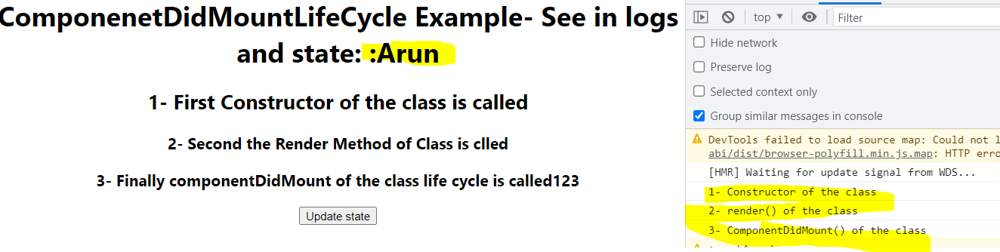 ComponenetDidMountLifeCycle Example- See in logs
and state: :Arun
1- First Constructor of the class is called
2- Second the Render Method of Class is clled
3- Finally componentDidMount of the class life cycle is called123
Update state
top
Filter
Hide network
Preserve log
Selected context only
Group similar messages in console
DevTools failed to load source map: Could not l
abi/dist/browser-polyfill.min.js.map: HTTP erro
[HMR] Waiting for update signal from WDS...
1- Constructor of the class
2- render() of the class
3- ComponentDidMount() of the class